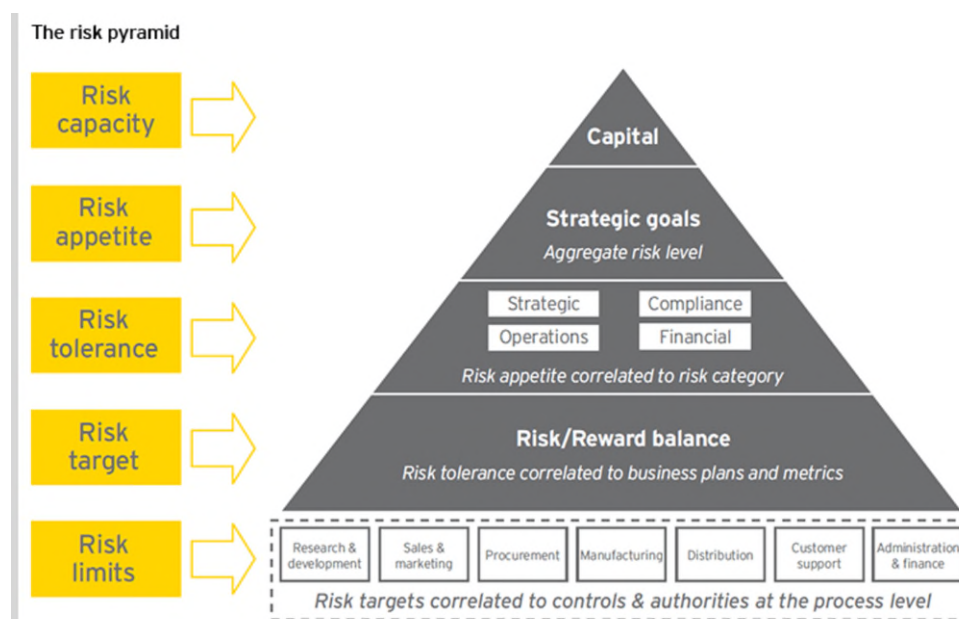 The risk pyramid
Risk
capacity
Capital
Risk
appetite
Strategic goals
Aggregate risk level
Risk
tolerance
Strategic
Compliance
Operations
Financial
Risk appetite correlated to risk category
Risk
target
Risk/Reward balance
Risk tolerance correlated to business plans and metrics
Risk
limits
Research &
development
Sales &
marketing
Procurement
Manufacturing
Distribution
Customer
support
Administration
& finance
Risk targets correlated to controls & authorities at the process level